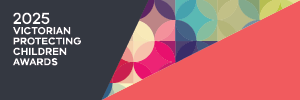 2025
VICTORIAN
PROTECTING
CHILDREN
AWARDS